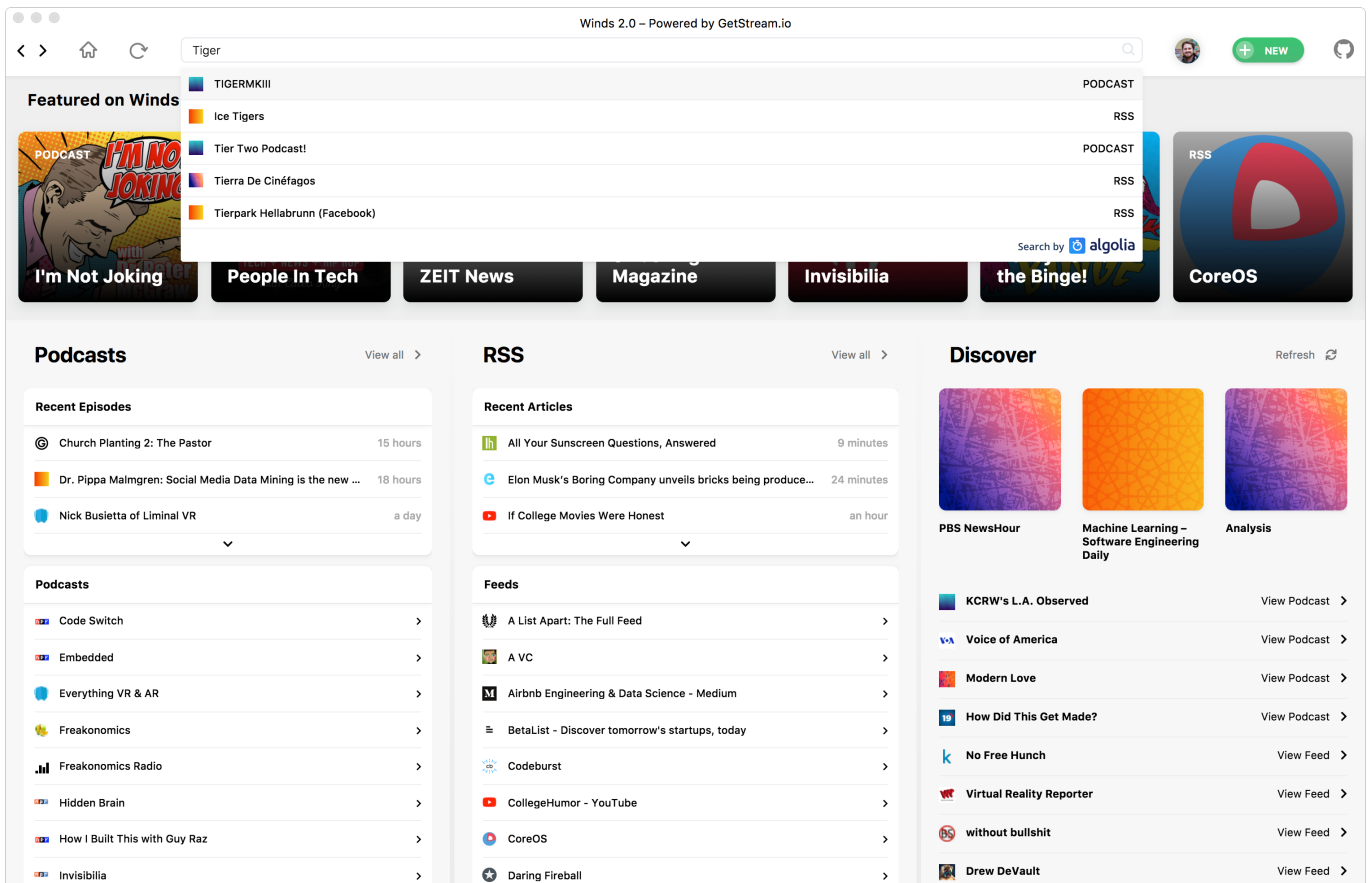 Winds 2.0 – Powered by GetStream.io
Tiger
NEW
TIGERMKIII PODCAST
Ice Tigers RSS
Tier Two Podcast! PODCAST
Tierra De Cinéfagos RSS
Tierpark Hellabrunn (Facebook) RSS
Search by algolia
Featured on Winds
PODCAST
I'M NO
JOKING
with
I'm Not Joking
People In Tech
ZEIT News
Magazine
Invisibilia
the Binge!
RSS
CoreOS
Podcasts
View all
Recent Episodes
Church Planting 2: The Pastor 15 hours
Dr. Pippa Malmgren: Social Media Data Mining is the new ... 18 hours
Nick Busietta of Liminal VR a day
Podcasts
Code Switch
Embedded
Everything VR & AR
Freakonomics
Freakonomics Radio
Hidden Brain
How I Built This with Guy Raz
Invisibilia
RSS
View all
Recent Articles
All Your Sunscreen Questions, Answered 9 minutes
Elon Musk’s Boring Company unveils bricks being produce... 24 minutes
If College Movies Were Honest an hour
Feeds
A List Apart: The Full Feed
A VC
Airbnb Engineering & Data Science - Medium
BetaList - Discover tomorrow's startups, today
Codeburst
CollegeHumor - YouTube
CoreOS
Daring Fireball
Discover
Refresh
PBS NewsHour
Machine Learning –
Software Engineering
Daily
Analysis
KCRW's L.A. Observed View Podcast
Voice of America View Podcast
Modern Love View Podcast
How Did This Get Made? View Podcast
No Free Hunch View Feed
Virtual Reality Reporter View Feed
without bullshit View Feed
Drew DeVault View Feed